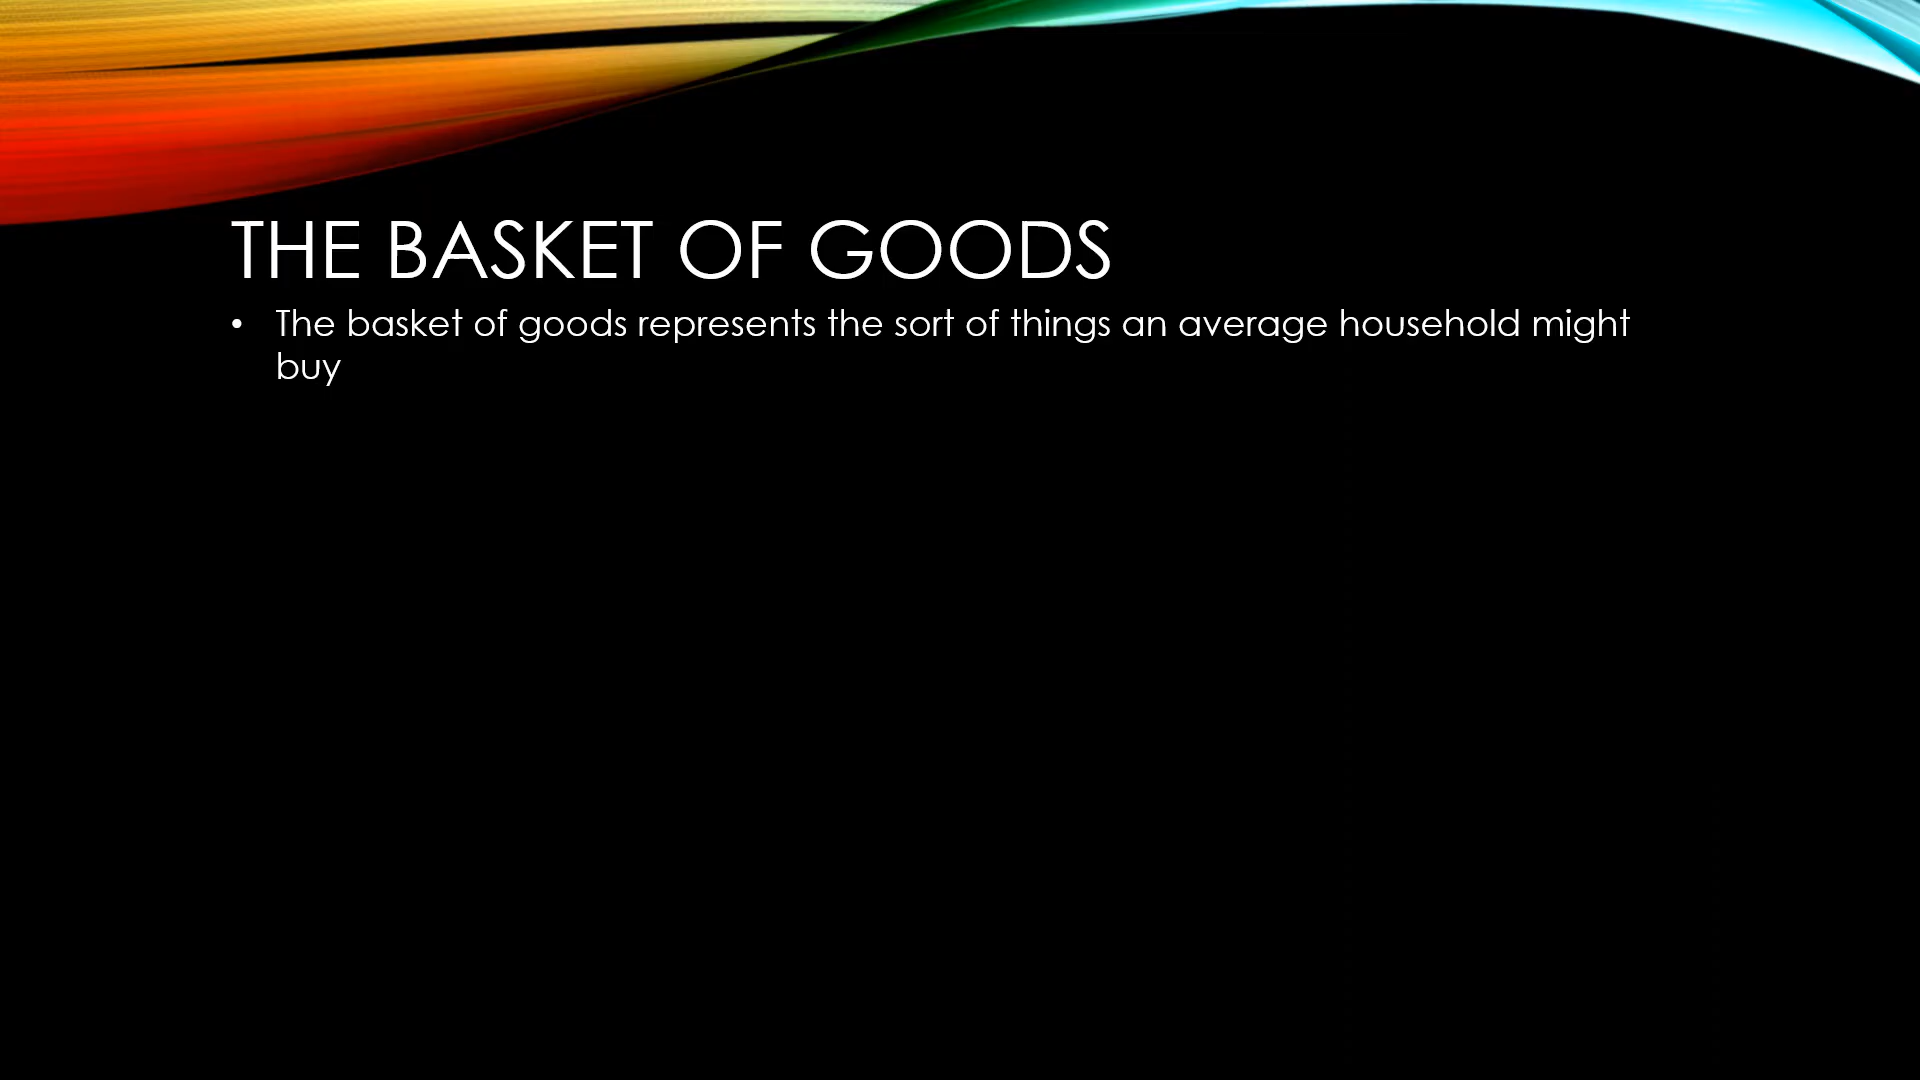 THE BASKET OF GOODS
• The basket of goods represents the sort of things an average household might
buy